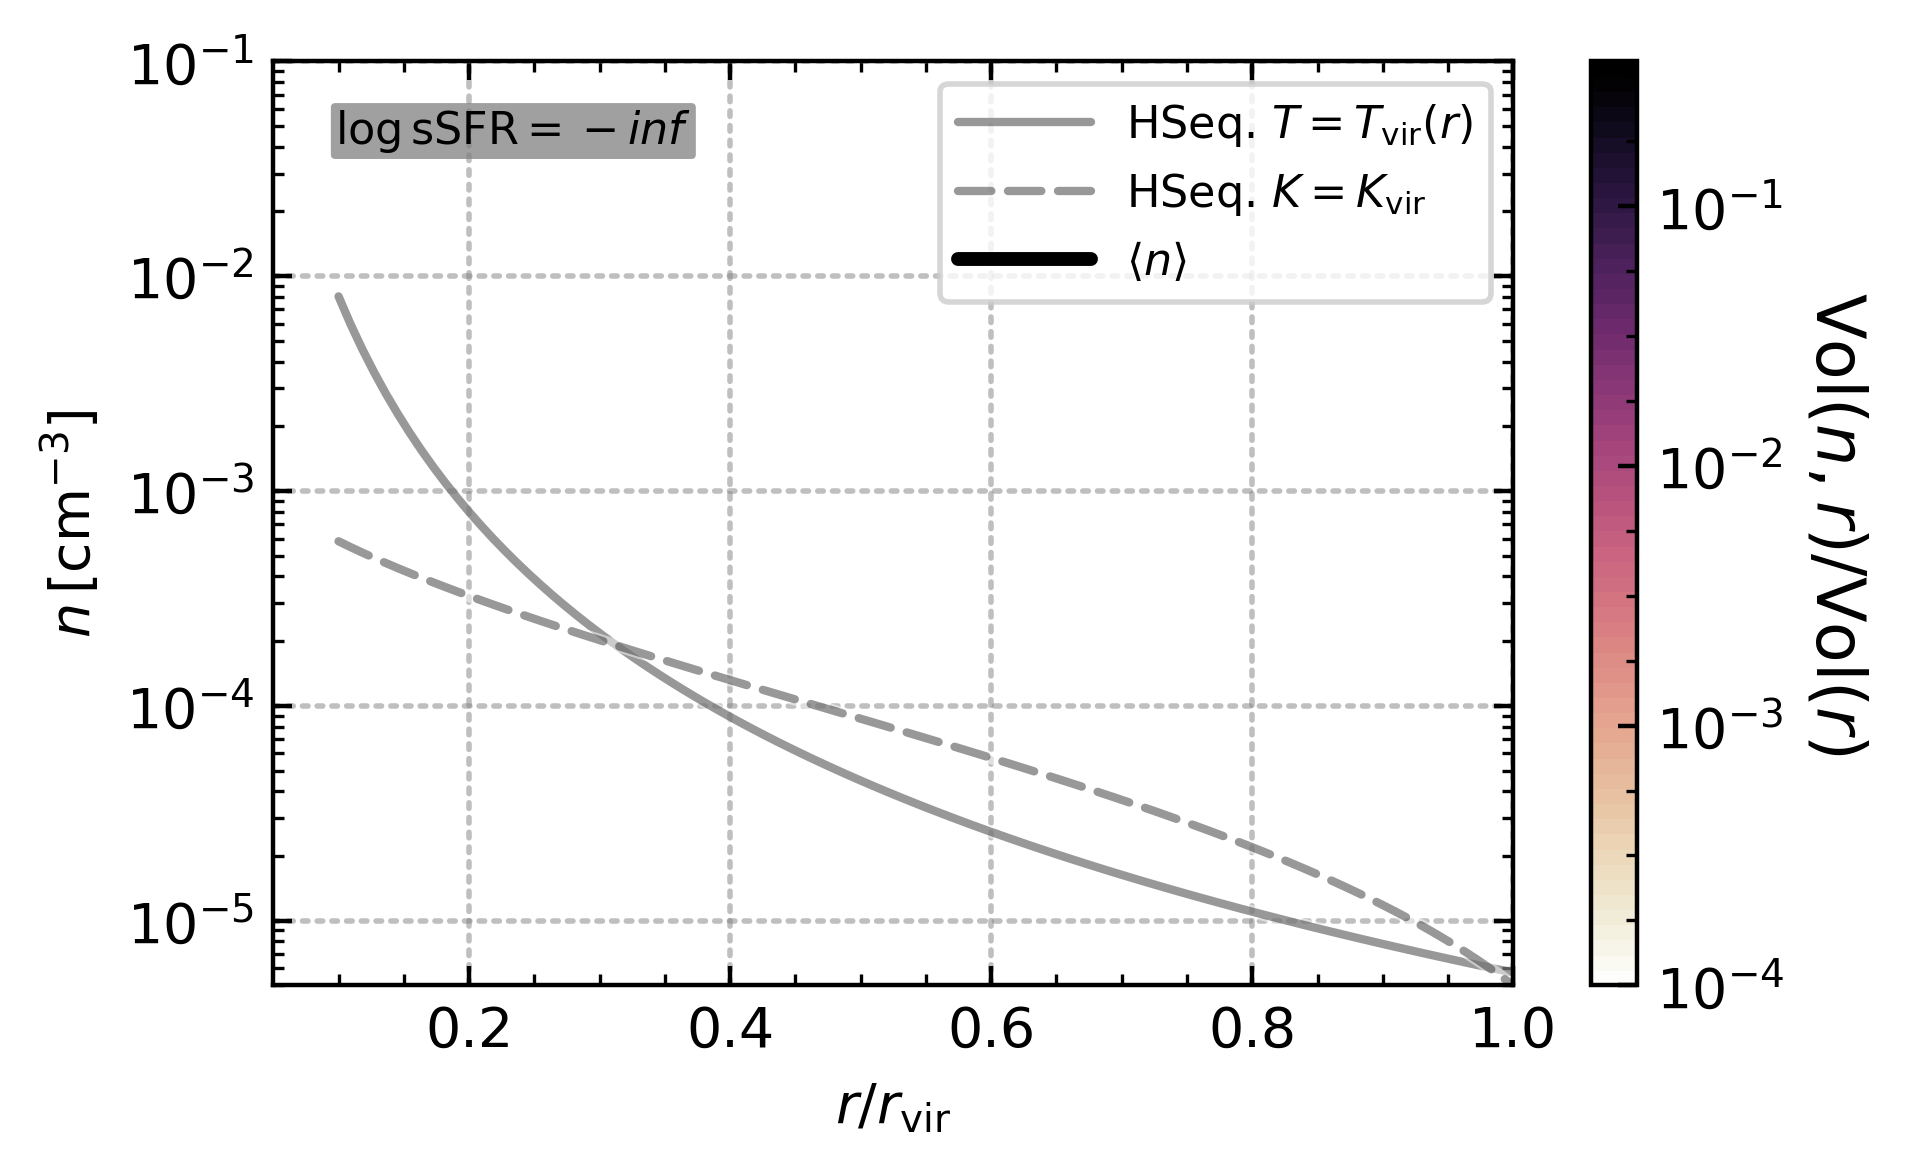 log sSFR = −inf
HSeq. T = T_vir(r)
HSeq. K = K_vir
⟨n⟩
n [cm⁻³]
10⁻¹
10⁻²
10⁻³
10⁻⁴
10⁻⁵
0.2 0.4 0.6 0.8 1.0
r/r_vir
10⁻¹
10⁻²
10⁻³
10⁻⁴
Vol(n, r)/Vol(r)